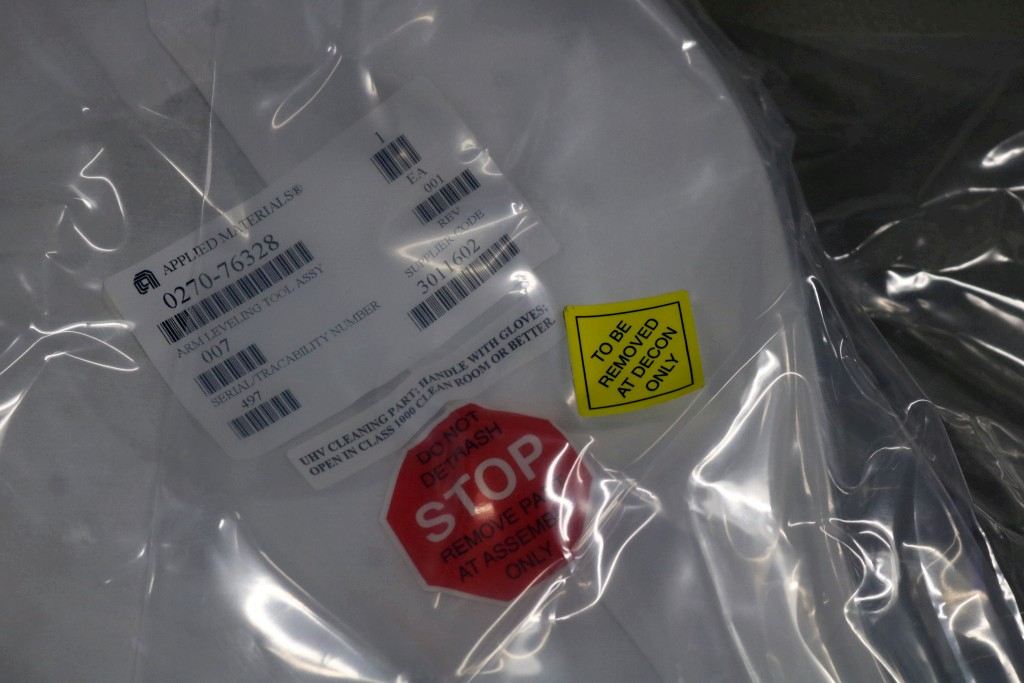 APPLIED MATERIALS®
0270-76328
ARM LEVELING TOOL ASSY
007
SERIAL/TRACABILITY NUMBER
497
1
EA
001
REV
SUPPLIER CODE
3011602
UHV CLEANING PART; HANDLE WITH GLOVES;
OPEN IN CLASS 1000 CLEAN ROOM OR BETTER.
TO BE
REMOVED
AT DECON
ONLY
DO NOT
DETRASH
STOP
REMOVE
AT
ONLY